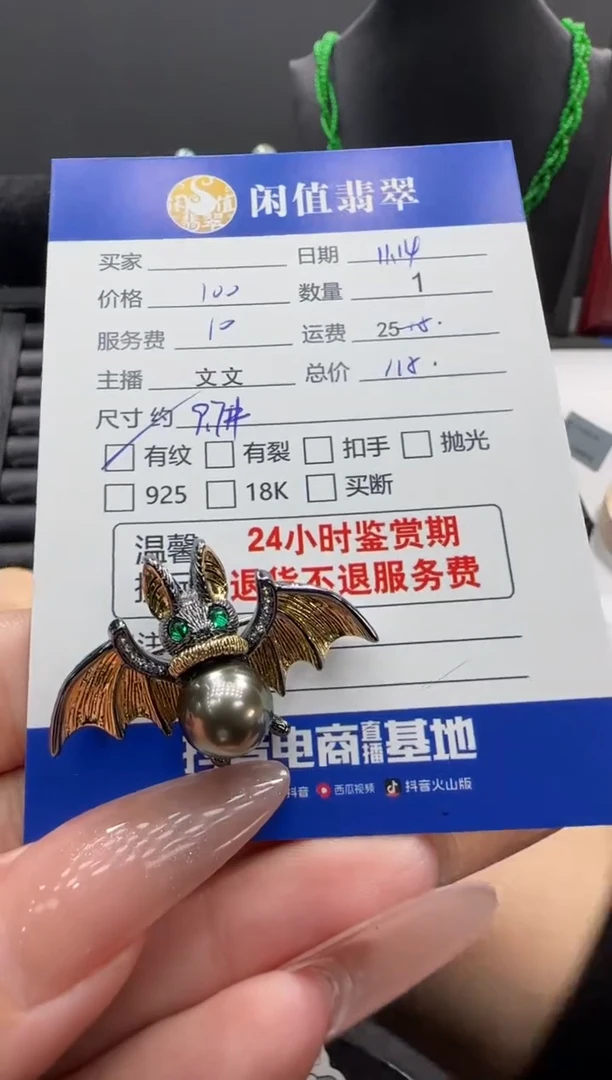 闲值翡翠
买家 日期 11.14
价格 100 数量 1
服务费 10 运费 25 8.
主播 文文 总价 118.
尺寸 约 9.7#
有纹 有裂 扣手 抛光
925 18K 买断
温馨 24小时鉴赏期
退货不退服务费
抖音电商直播基地
抖音 西瓜视频 抖音火山版